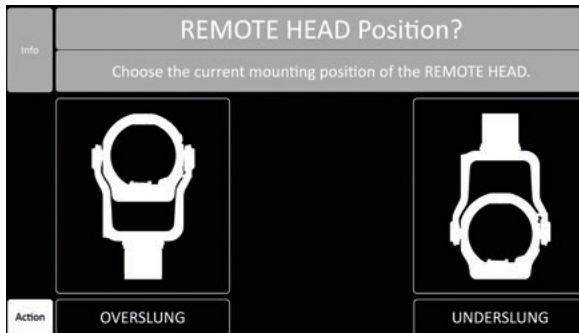 REMOTE HEAD Position?
Info
Choose the current mounting position of the REMOTE HEAD.
Action
OVERSLUNG
UNDERSLUNG